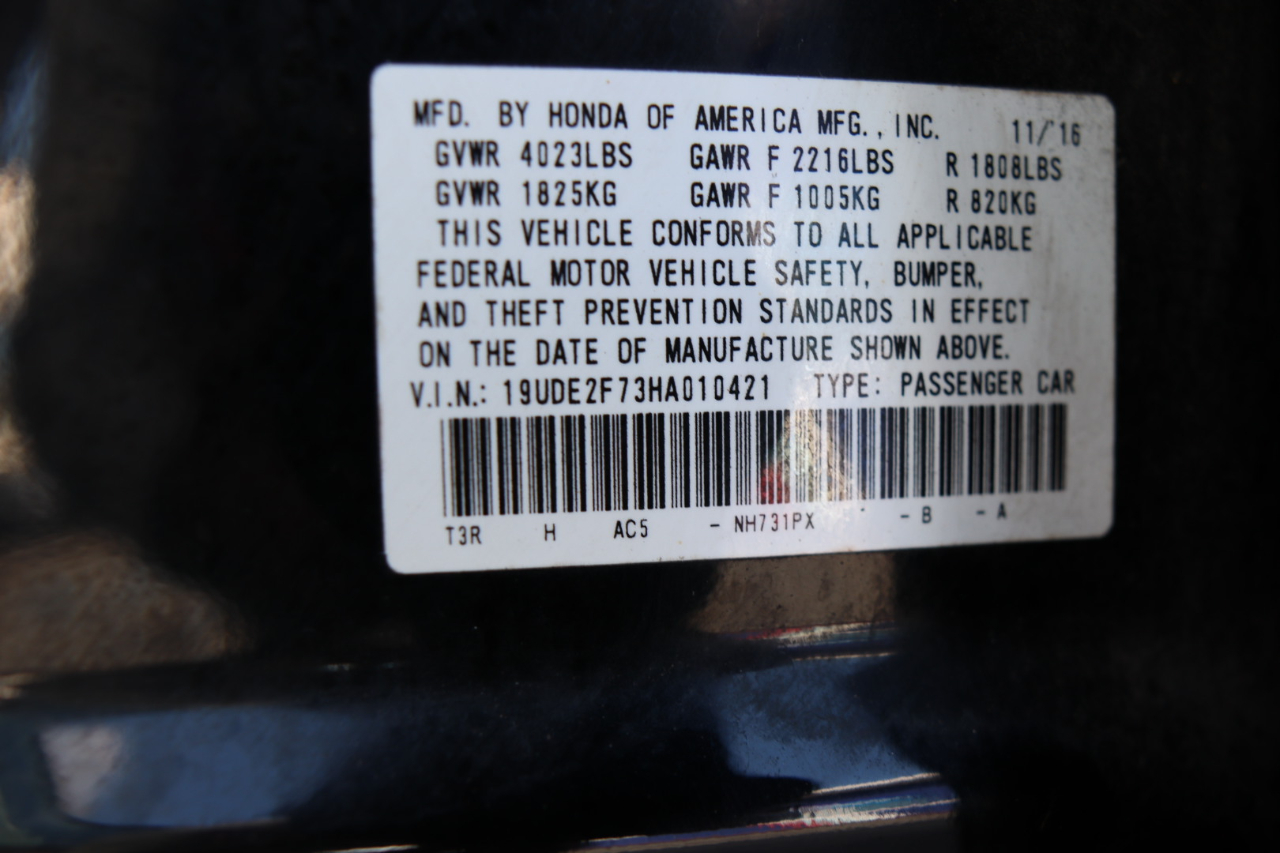 MFD. BY HONDA OF AMERICA MFG., INC. 11/'16
GVWR 4023LBS GAWR F 2216LBS R 1808LBS
GVWR 1825KG GAWR F 1005KG R 820KG
THIS VEHICLE CONFORMS TO ALL APPLICABLE
FEDERAL MOTOR VEHICLE SAFETY, BUMPER,
AND THEFT PREVENTION STANDARDS IN EFFECT
ON THE DATE OF MANUFACTURE SHOWN ABOVE.
V.I.N.: 19UDE2F73HA010421 TYPE: PASSENGER CAR
T3R H AC5 - NH731PX - B - A